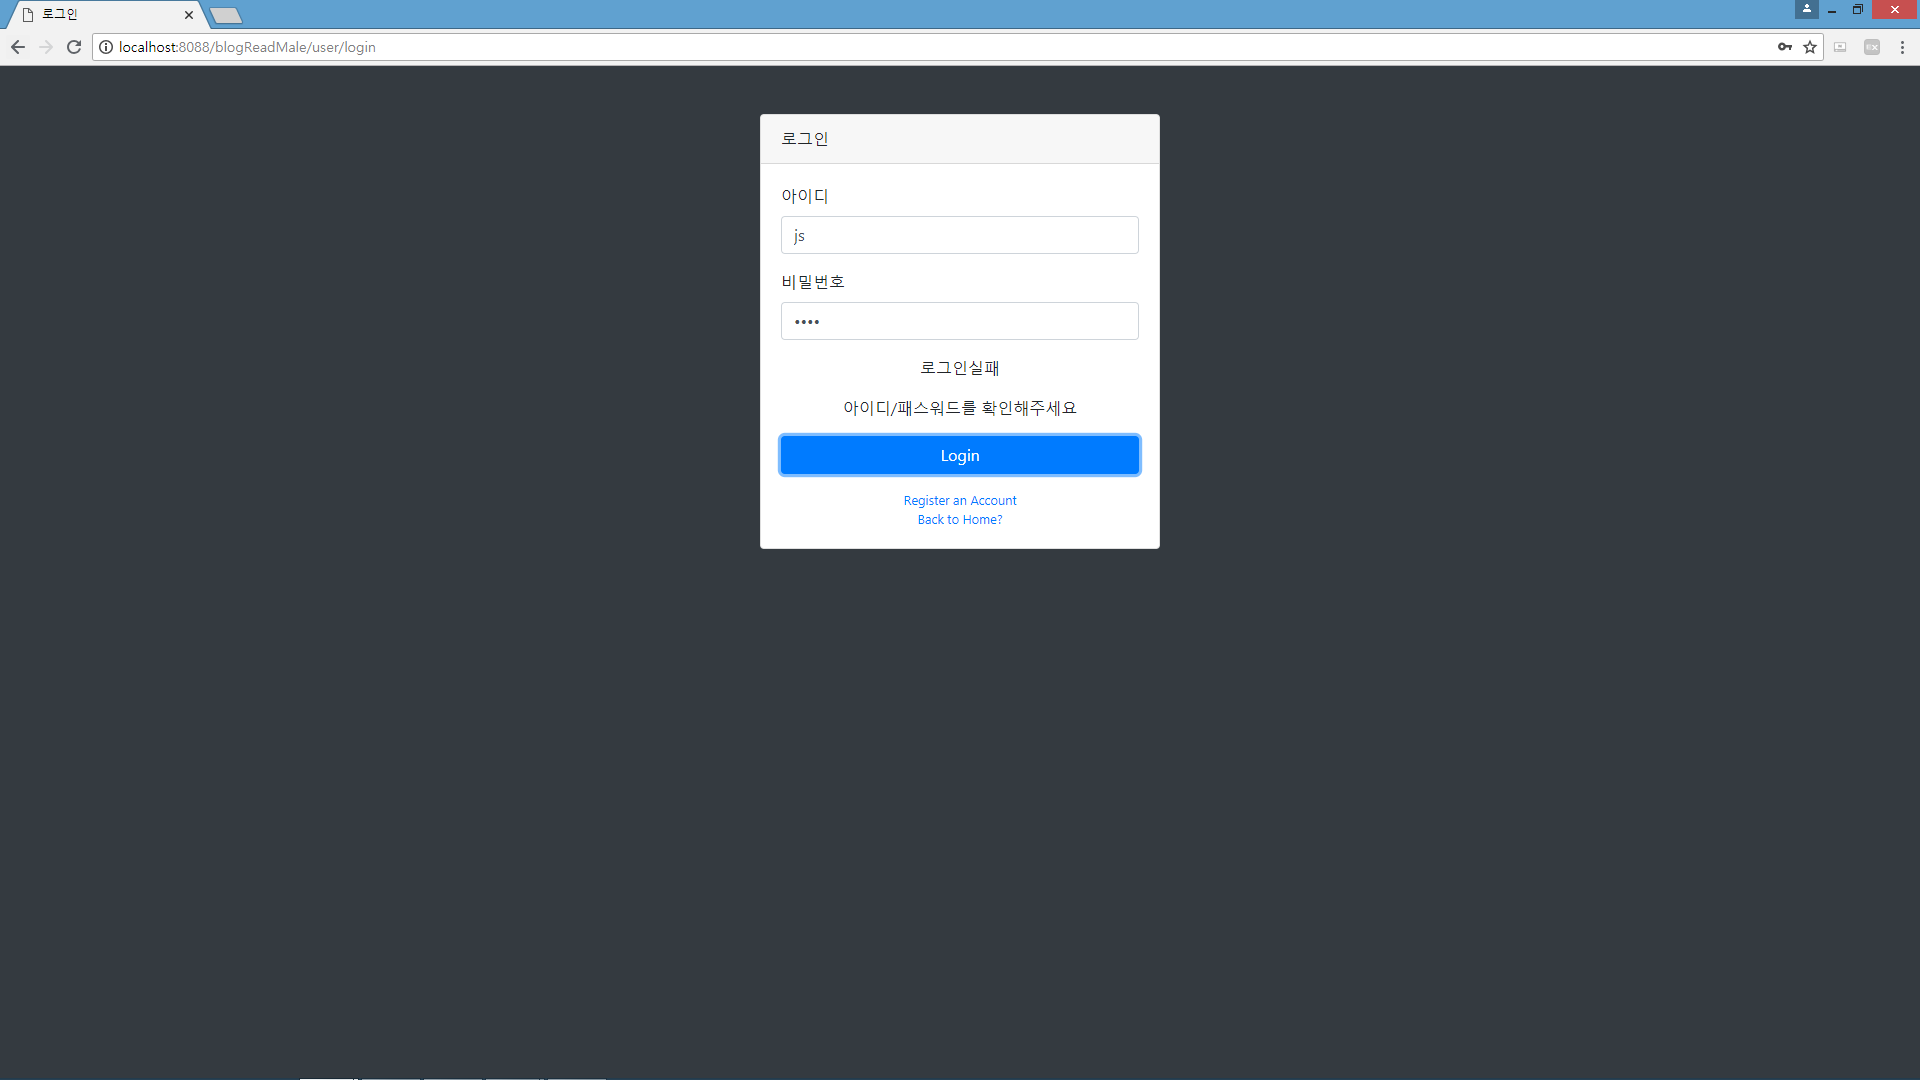 로그인
localhost:8088/blogReadMale/user/login
로그인
아이디
js
비밀번호
••••
로그인실패
아이디/패스워드를 확인해주세요
Login
Register an Account
Back to Home?